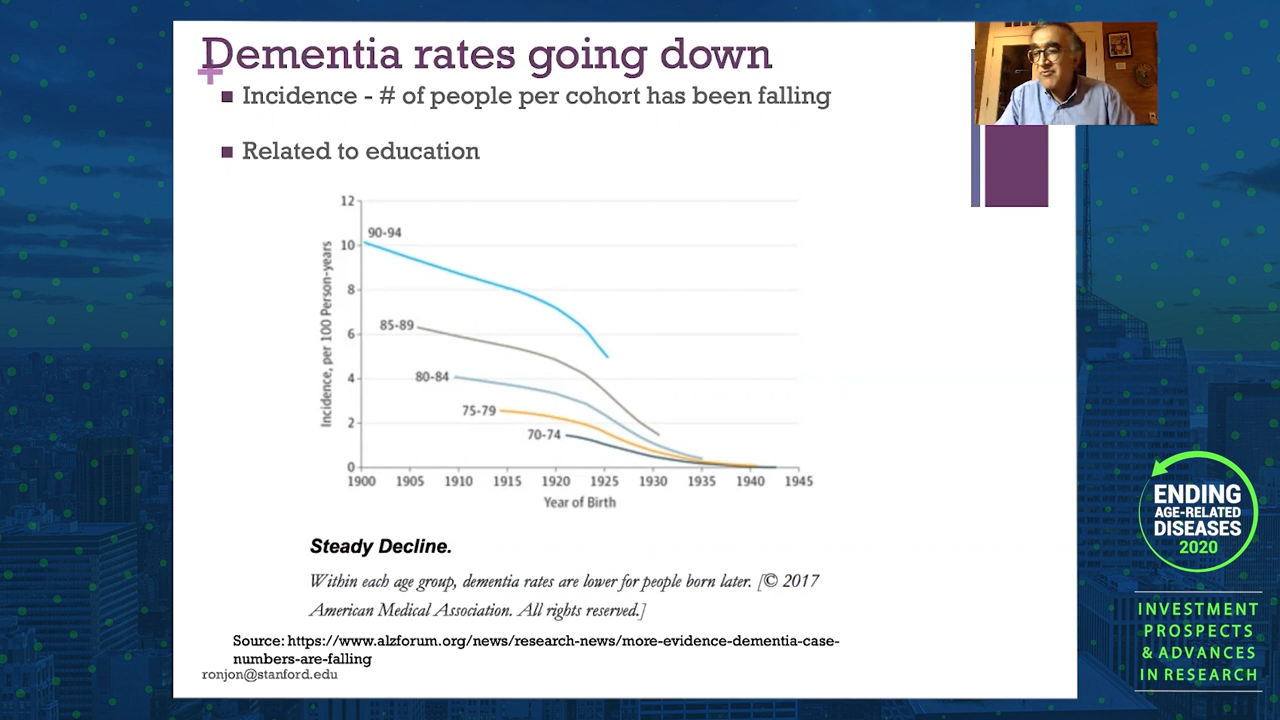 Dementia rates going down
Incidence - # of people per cohort has been falling
Related to education
12
10
8
6
4
2
0
Incidence, per 100 Person-years
90-94
85-89
80-84
75-79
70-74
1900 1905 1910 1915 1920 1925 1930 1935 1940 1945
Year of Birth
Steady Decline.
Within each age group, dementia rates are lower for people born later. [© 2017
American Medical Association. All rights reserved.]
Source: https://www.alzforum.org/news/research-news/more-evidence-dementia-case-
numbers-are-falling
ronjon@stanford.edu
ENDING
AGE-RELATED
DISEASES
2020
INVESTMENT
PROSPECTS
& ADVANCES
IN RESEARCH